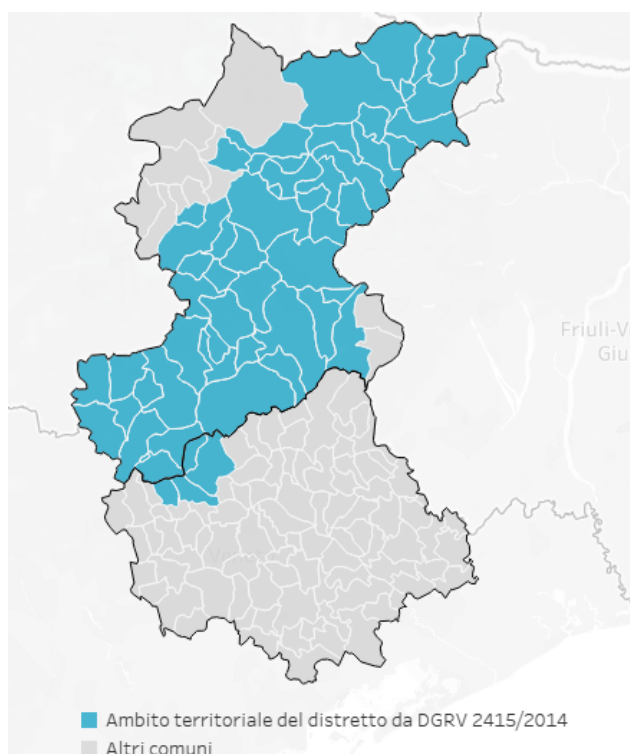 Friuli-V
Giu
Ambito territoriale del distretto da DGRV 2415/2014
Altri comuni